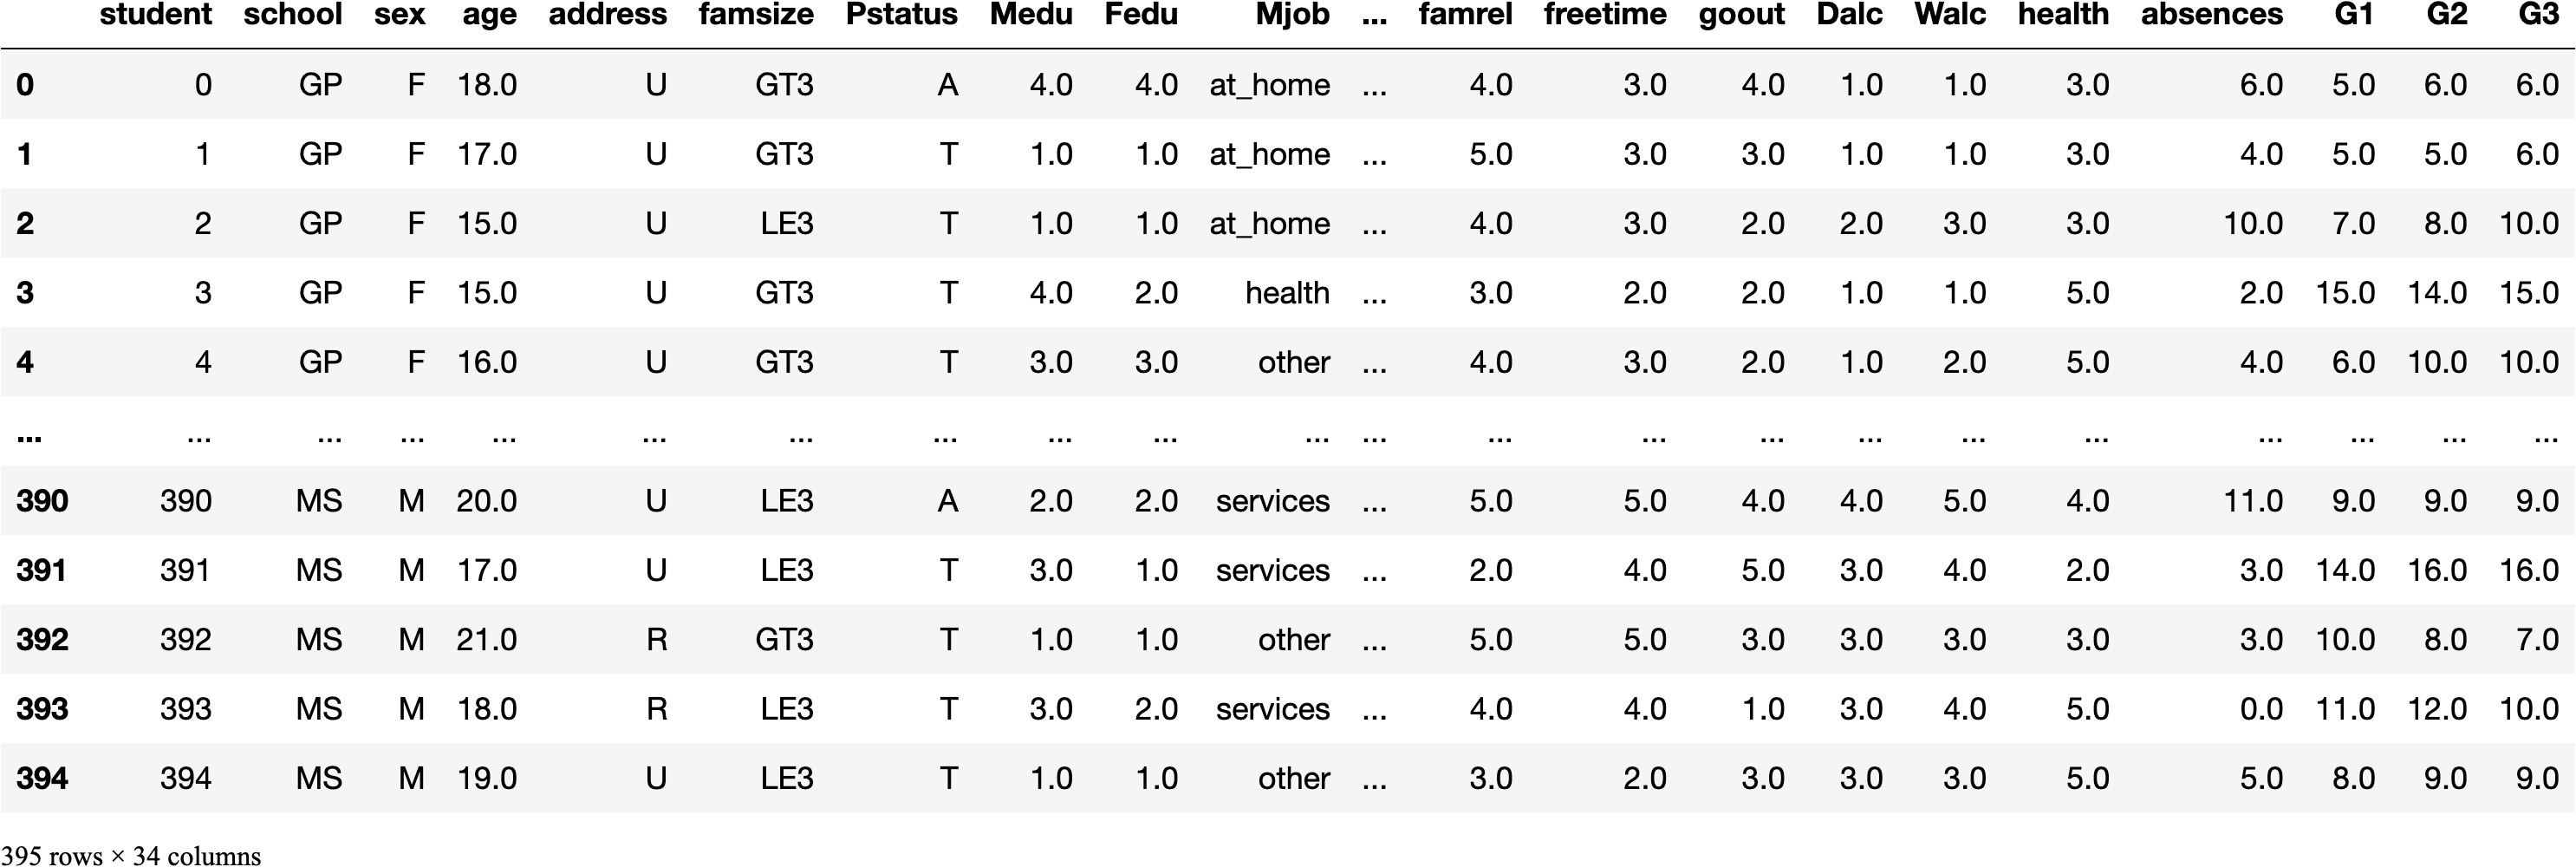 student school sex age address famsize Pstatus Medu Fedu Mjob ... famrel freetime goout Dalc Walc health absences G1 G2 G3
0 0 GP F 18.0 U GT3 A 4.0 4.0 at_home ... 4.0 3.0 4.0 1.0 1.0 3.0 6.0 5.0 6.0 6.0
1 1 GP F 17.0 U GT3 T 1.0 1.0 at_home ... 5.0 3.0 3.0 1.0 1.0 3.0 4.0 5.0 5.0 6.0
2 2 GP F 15.0 U LE3 T 1.0 1.0 at_home ... 4.0 3.0 2.0 2.0 3.0 3.0 10.0 7.0 8.0 10.0
3 3 GP F 15.0 U GT3 T 4.0 2.0 health ... 3.0 2.0 2.0 1.0 1.0 5.0 2.0 15.0 14.0 15.0
4 4 GP F 16.0 U GT3 T 3.0 3.0 other ... 4.0 3.0 2.0 1.0 2.0 5.0 4.0 6.0 10.0 10.0
... ... ... ... ... ... ... ... ... ... ... ... ... ... ... ... ... ... ... ... ... ...
390 390 MS M 20.0 U LE3 A 2.0 2.0 services ... 5.0 5.0 4.0 4.0 5.0 4.0 11.0 9.0 9.0 9.0
391 391 MS M 17.0 U LE3 T 3.0 1.0 services ... 2.0 4.0 5.0 3.0 4.0 2.0 3.0 14.0 16.0 16.0
392 392 MS M 21.0 R GT3 T 1.0 1.0 other ... 5.0 5.0 3.0 3.0 3.0 3.0 3.0 10.0 8.0 7.0
393 393 MS M 18.0 R LE3 T 3.0 2.0 services ... 4.0 4.0 1.0 3.0 4.0 5.0 0.0 11.0 12.0 10.0
394 394 MS M 19.0 U LE3 T 1.0 1.0 other ... 3.0 2.0 3.0 3.0 3.0 5.0 5.0 8.0 9.0 9.0
395 rows × 34 columns